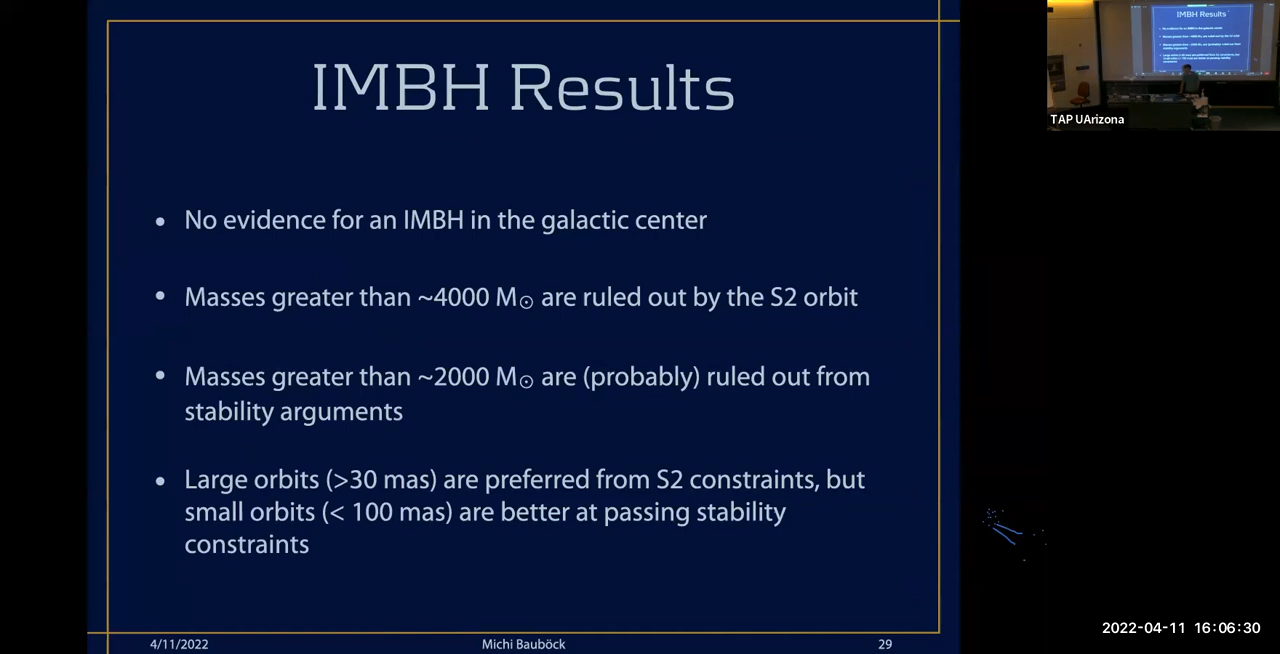 IMBH Results
• No evidence for an IMBH in the galactic center
• Masses greater than ~4000 M☉ are ruled out by the S2 orbit
• Masses greater than ~2000 M☉ are (probably) ruled out from
stability arguments
• Large orbits (>30 mas) are preferred from S2 constraints, but
small orbits (< 100 mas) are better at passing stability
constraints
4/11/2022
Michi Bauböck
29
IMBH Results
TAP UArizona
2022-04-11 16:06:30